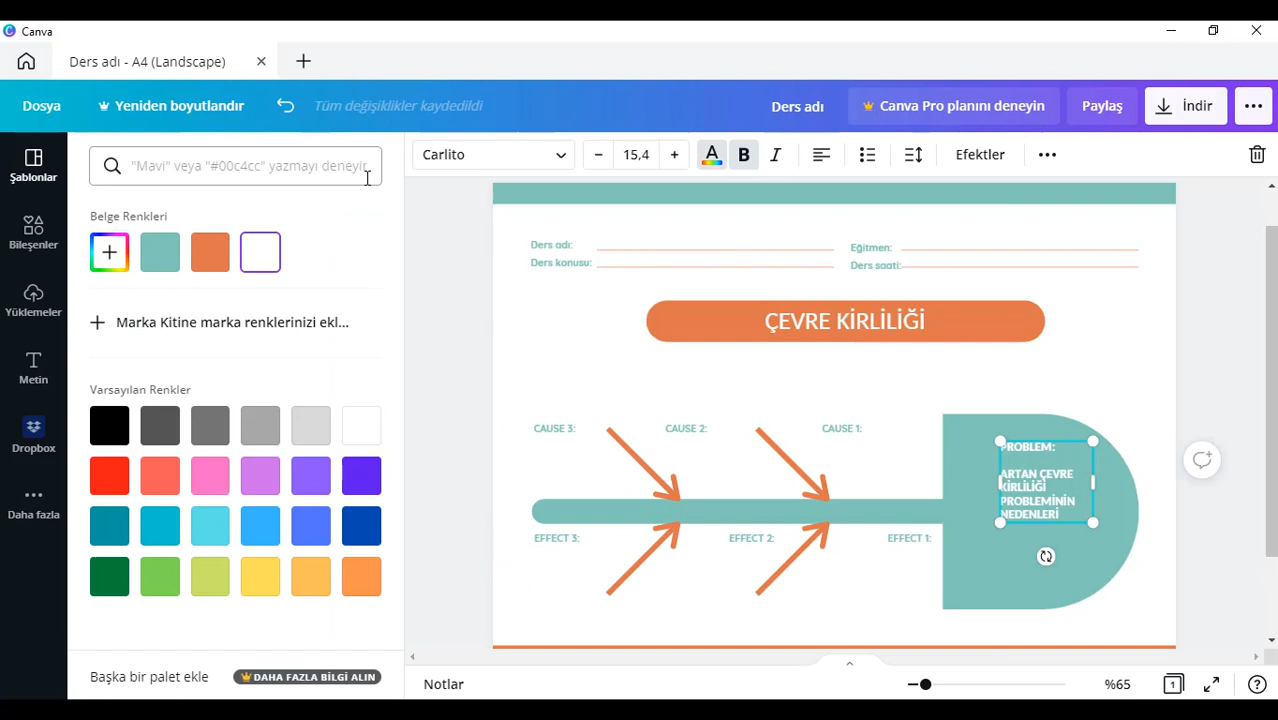 Canva
Ders adı - A4 (Landscape)
Dosya
Yeniden boyutlandır
Tüm değişiklikler kaydedildi
Ders adı
Canva Pro planını deneyin
Paylaş
İndir
Şablonlar
Bileşenler
Yüklemeler
Metin
Dropbox
Daha fazla
"Mavi" veya "#00c4cc" yazmayı deneyin
Belge Renkleri
Marka Kitine marka renklerinizi ekl...
Varsayılan Renkler
Başka bir palet ekle
DAHA FAZLA BİLGİ ALIN
Carlito
15,4
A
B
I
Efektler
Ders adı:
Ders konusu:
Eğitmen:
Ders saati:
ÇEVRE KİRLİLİĞİ
CAUSE 3:
CAUSE 2:
CAUSE 1:
PROBLEM:
ARTAN ÇEVRE
KİRLİLİĞİ
PROBLEMİNİN
NEDENLERİ
EFFECT 3:
EFFECT 2:
EFFECT 1:
Notlar
%65
1